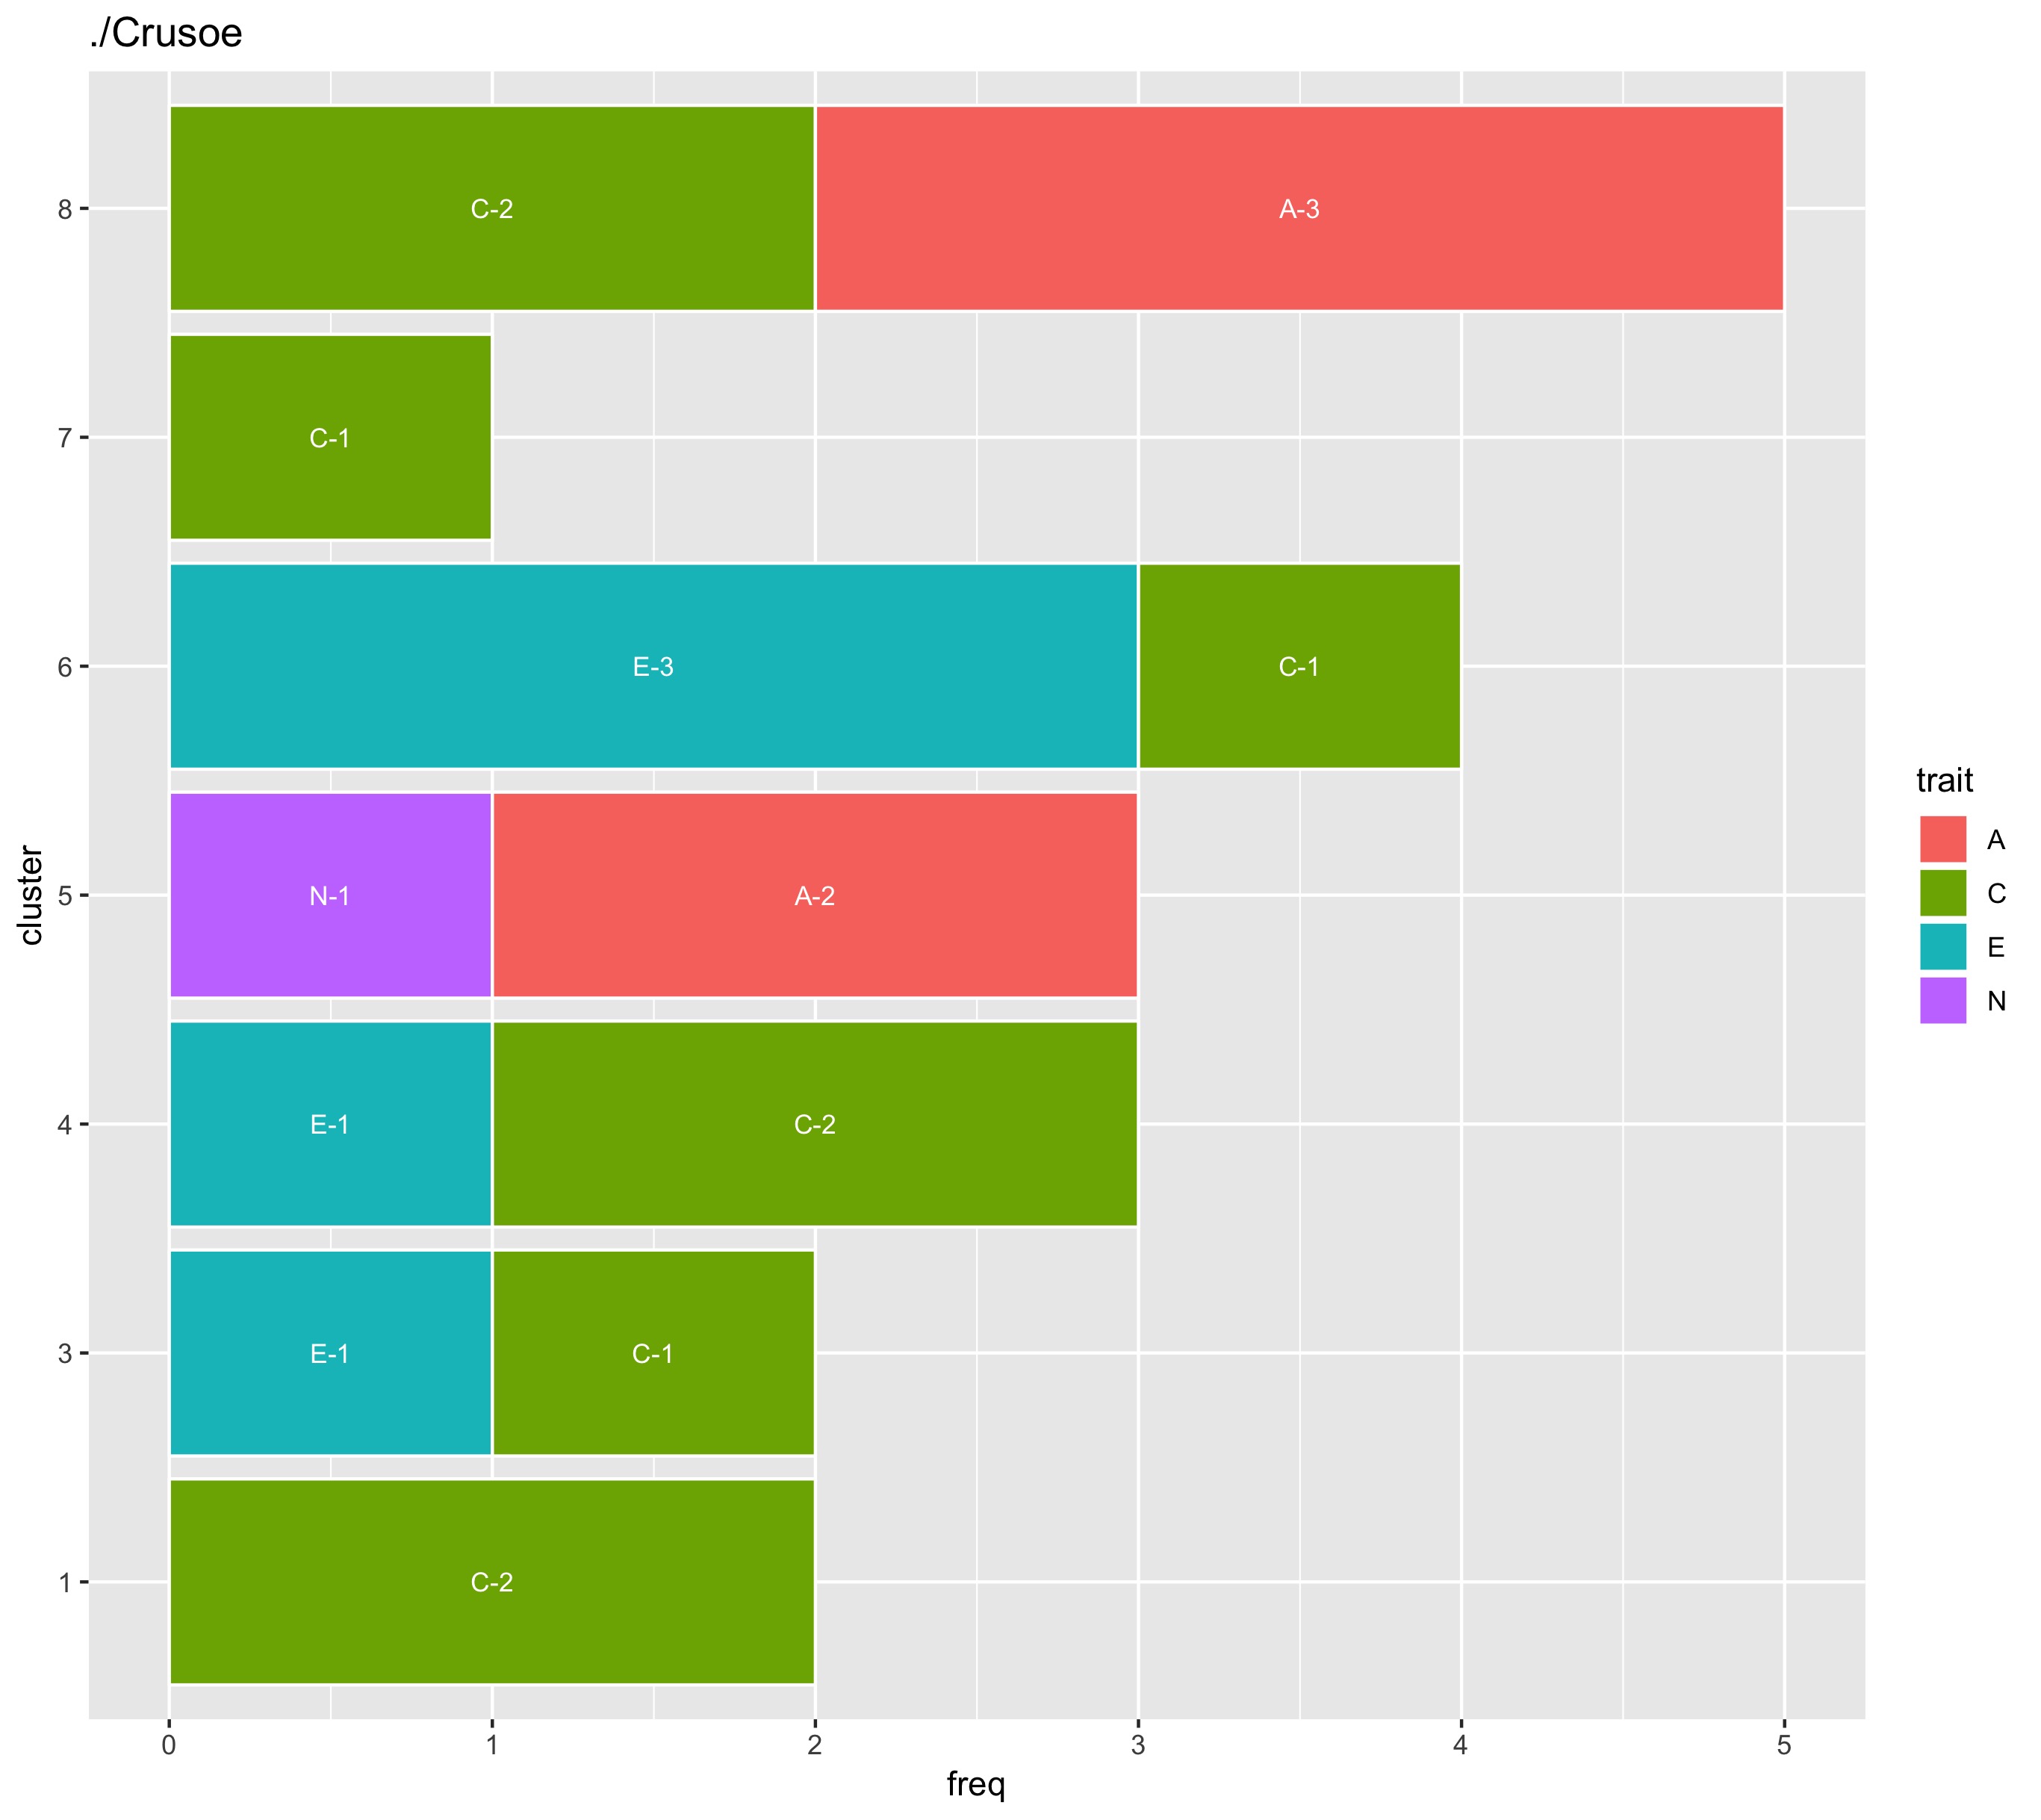 ./Crusoe
8
C-2
A-3
7
C-1
6
E-3
C-1
5
N-1
A-2
4
E-1
C-2
3
E-1
C-1
1
C-2
0 1 2 3 4 5
freq
cluster
trait
A
C
E
N